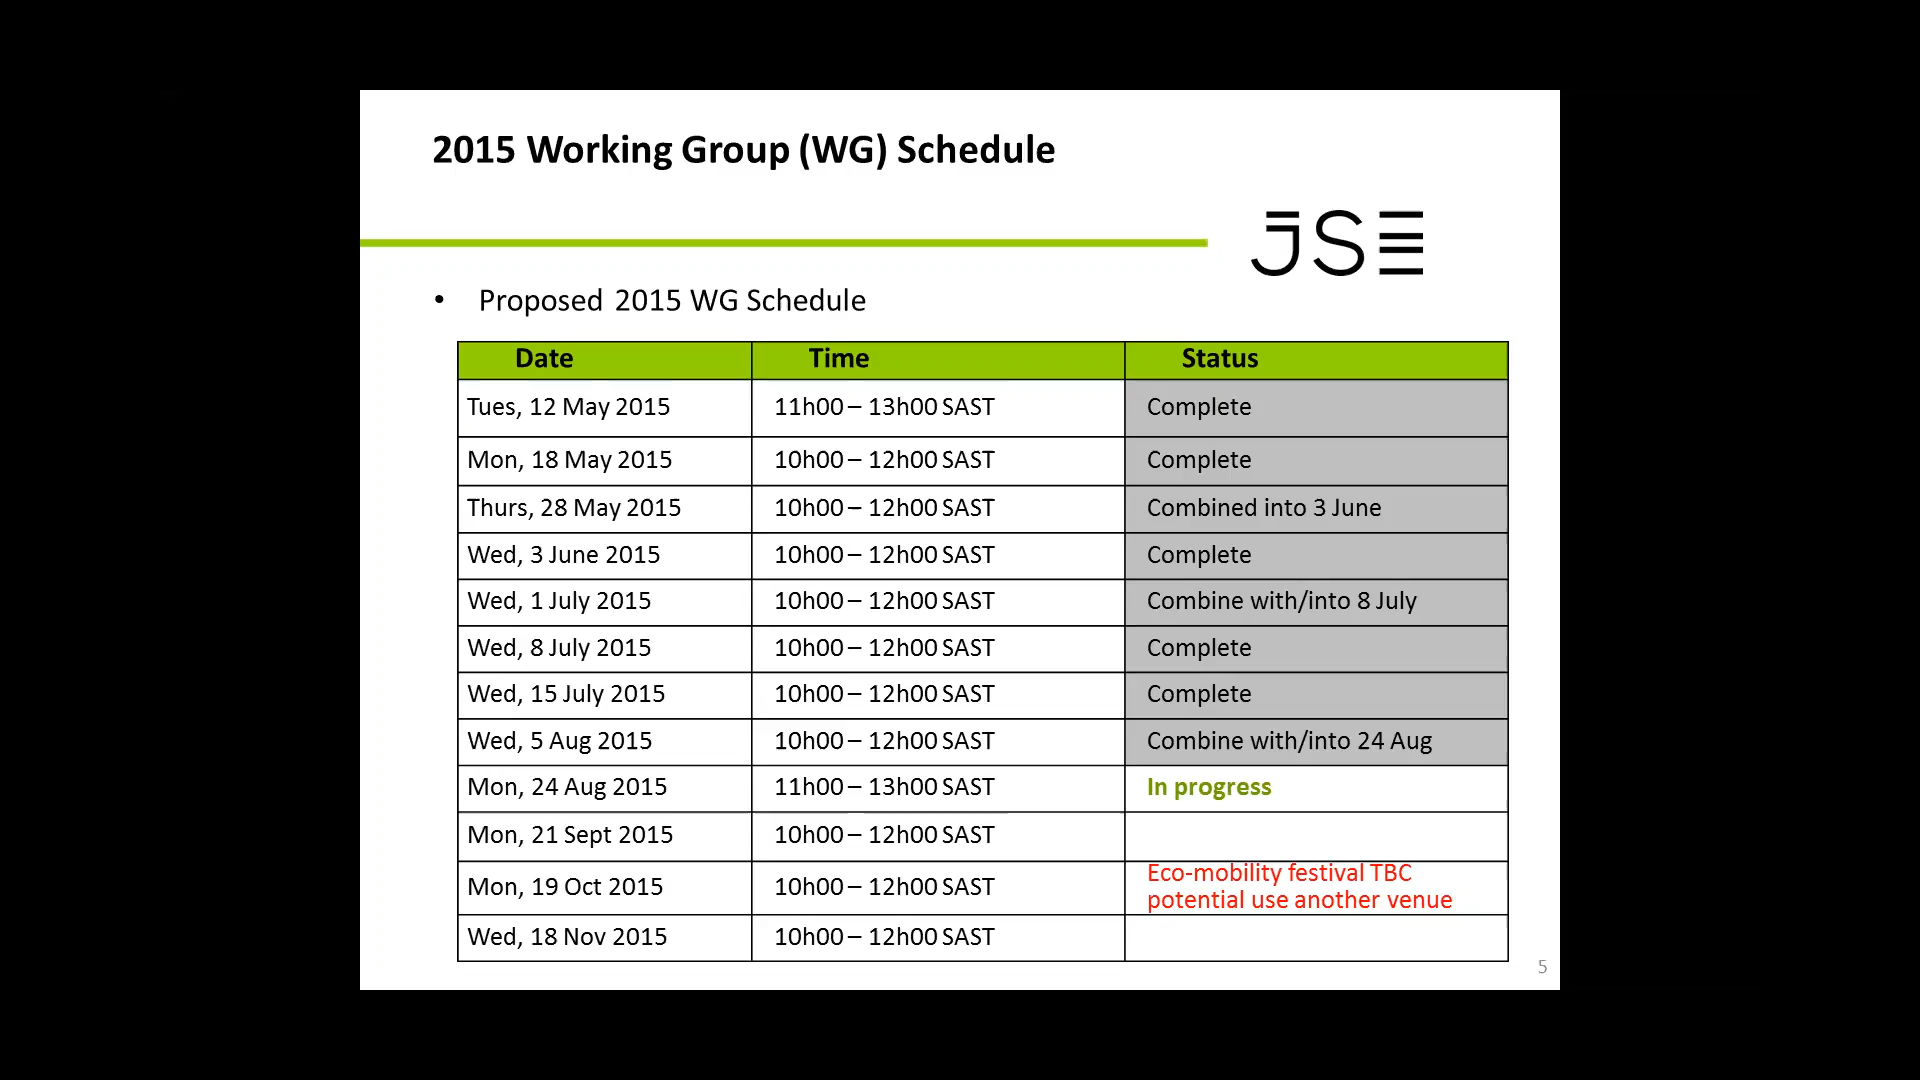 2015 Working Group (WG) Schedule
JSE
• Proposed 2015 WG Schedule
Date Time Status
Tues, 12 May 2015 11h00 – 13h00 SAST Complete
Mon, 18 May 2015 10h00 – 12h00 SAST Complete
Thurs, 28 May 2015 10h00 – 12h00 SAST Combined into 3 June
Wed, 3 June 2015 10h00 – 12h00 SAST Complete
Wed, 1 July 2015 10h00 – 12h00 SAST Combine with/into 8 July
Wed, 8 July 2015 10h00 – 12h00 SAST Complete
Wed, 15 July 2015 10h00 – 12h00 SAST Complete
Wed, 5 Aug 2015 10h00 – 12h00 SAST Combine with/into 24 Aug
Mon, 24 Aug 2015 11h00 – 13h00 SAST In progress
Mon, 21 Sept 2015 10h00 – 12h00 SAST
Mon, 19 Oct 2015 10h00 – 12h00 SAST Eco-mobility festival TBC
potential use another venue
Wed, 18 Nov 2015 10h00 – 12h00 SAST
5